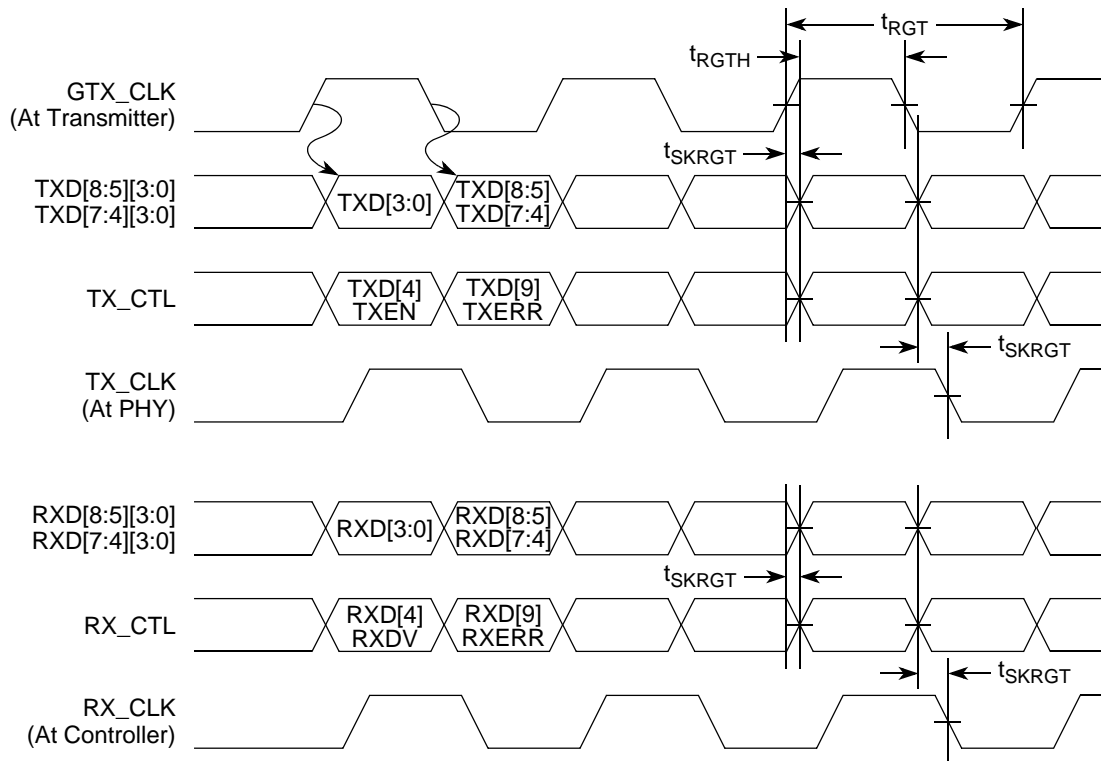 tRGT
tRGTH
GTX_CLK
(At Transmitter)
tSKRGT
TXD[8:5][3:0]
TXD[7:4][3:0]
TXD[3:0]
TXD[8:5]
TXD[7:4]
TX_CTL
TXD[4]
TXEN
TXD[9]
TXERR
tSKRGT
TX_CLK
(At PHY)
RXD[8:5][3:0]
RXD[7:4][3:0]
RXD[3:0]
RXD[8:5]
RXD[7:4]
tSKRGT
RX_CTL
RXD[4]
RXDV
RXD[9]
RXERR
tSKRGT
RX_CLK
(At Controller)